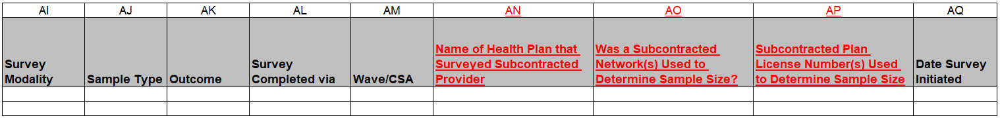 AI AJ AK AL AM AN AO AP AQ
Survey
Modality
Sample Type
Outcome
Survey
Completed via
Wave/CSA
Name of Health Plan that
Surveyed Subcontracted
Provider
Was a Subcontracted
Network(s) Used to
Determine Sample Size?
Subcontracted Plan
License Number(s) Used
to Determine Sample Size
Date Survey
Initiated